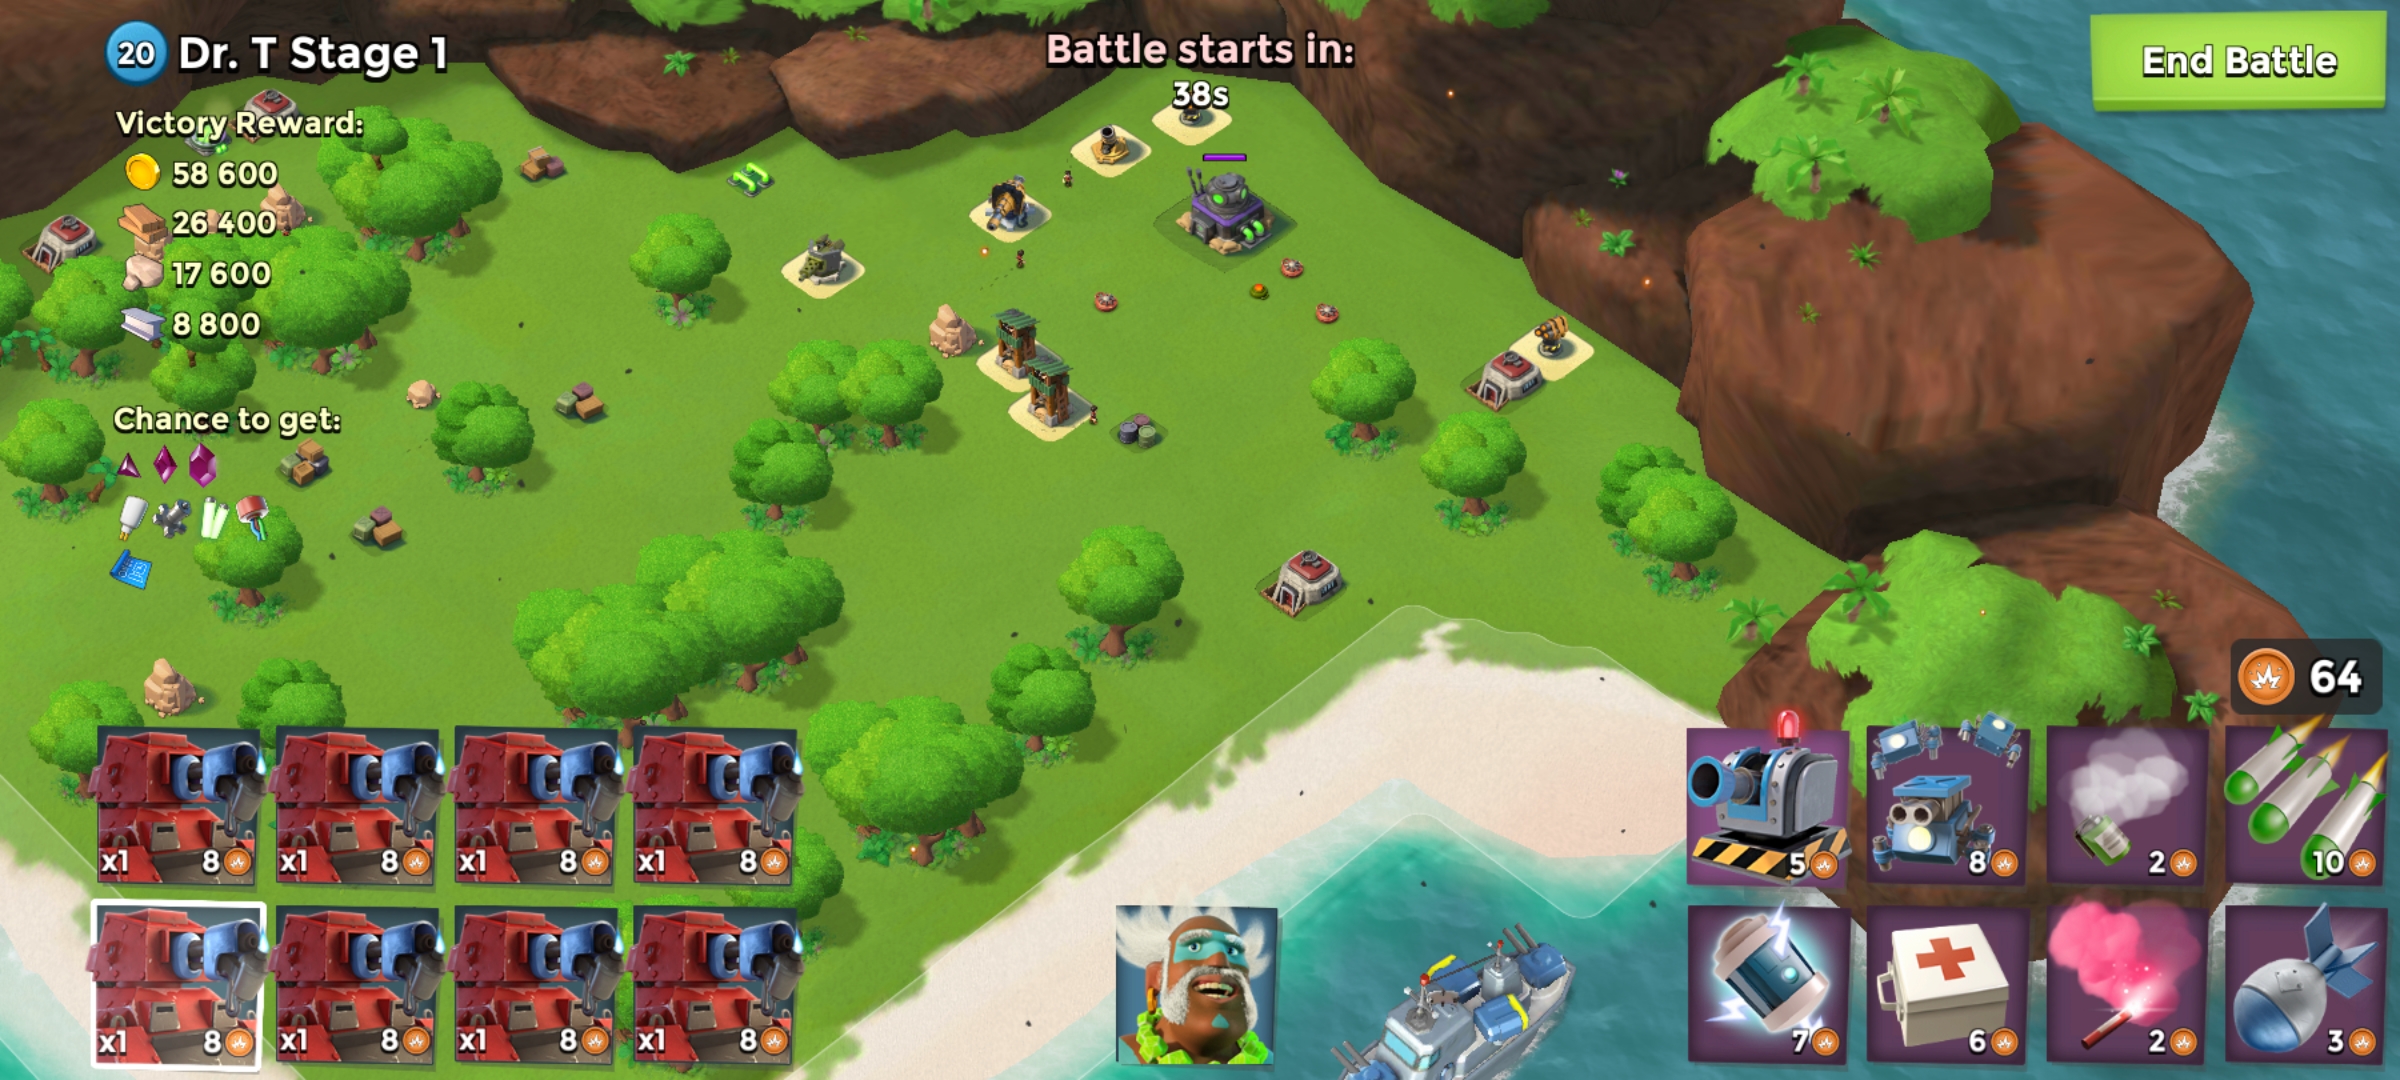 20 Dr. T Stage 1
Battle starts in:
38s
End Battle
Victory Reward:
58 600
26 400
17 600
8 800
Chance to get:
64
x1 8
x1 8
x1 8
x1 8
5
8
2
10
x1 8
x1 8
x1 8
x1 8
7
6
2
3